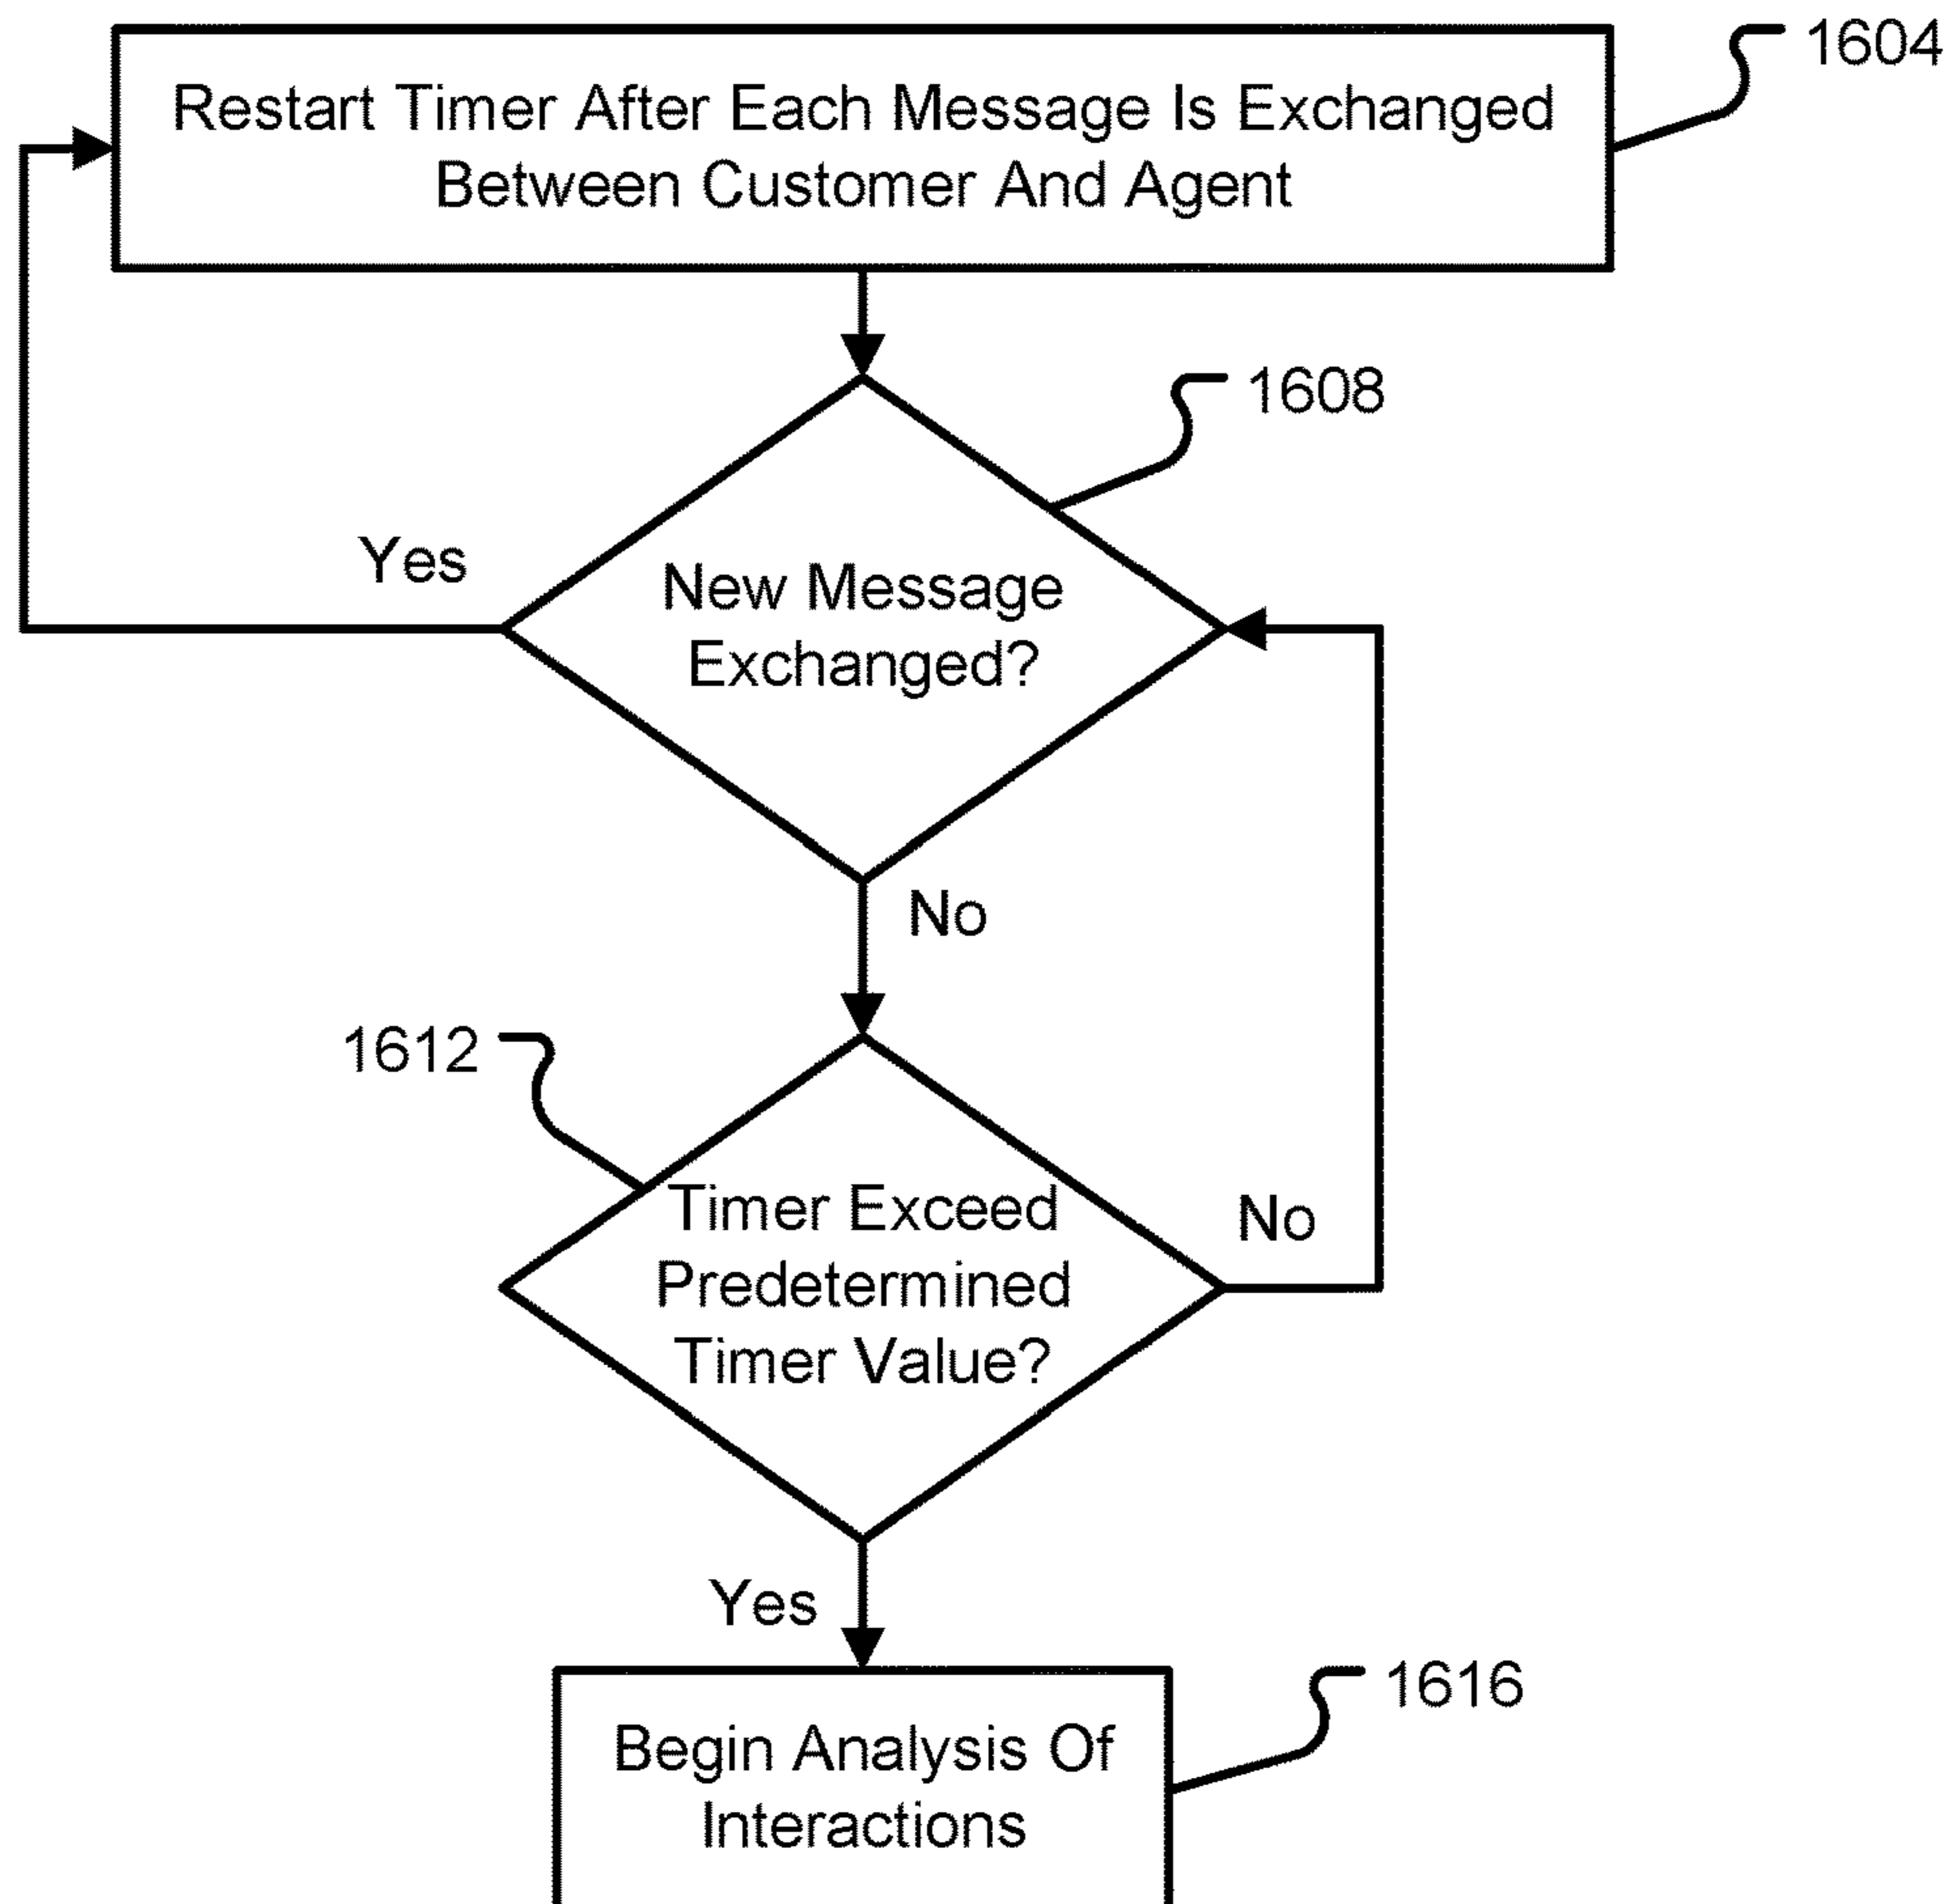 1604
Restart Timer After Each Message Is Exchanged
Between Customer And Agent
1608
Yes
New Message
Exchanged?
No
1612
Timer Exceed
Predetermined
Timer Value?
No
Yes
1616
Begin Analysis Of
Interactions